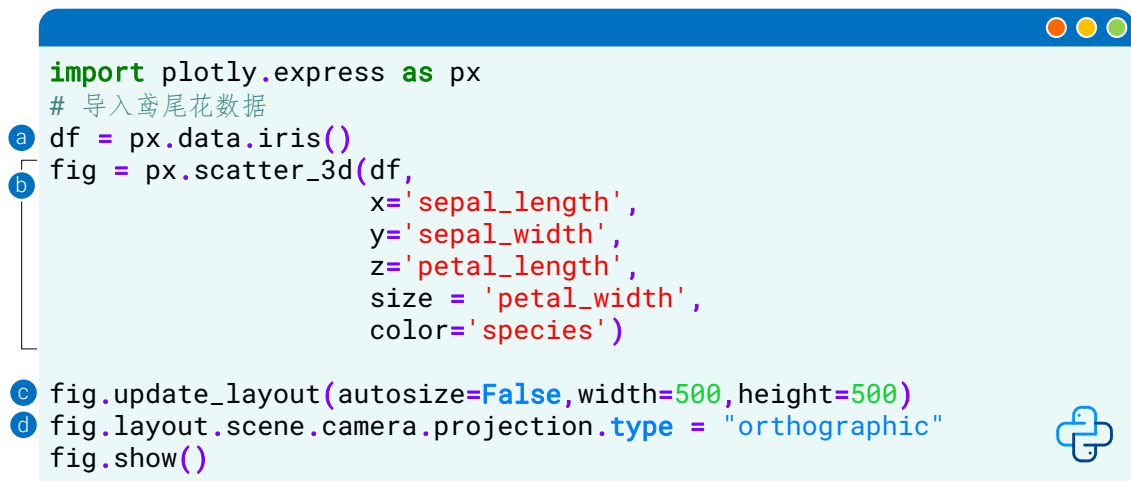 import plotly.express as px
# 导入鸢尾花数据
a df = px.data.iris()
b fig = px.scatter_3d(df,
x='sepal_length',
y='sepal_width',
z='petal_length',
size = 'petal_width',
color='species')
c fig.update_layout(autosize=False,width=500,height=500)
d fig.layout.scene.camera.projection.type = "orthographic"
fig.show()